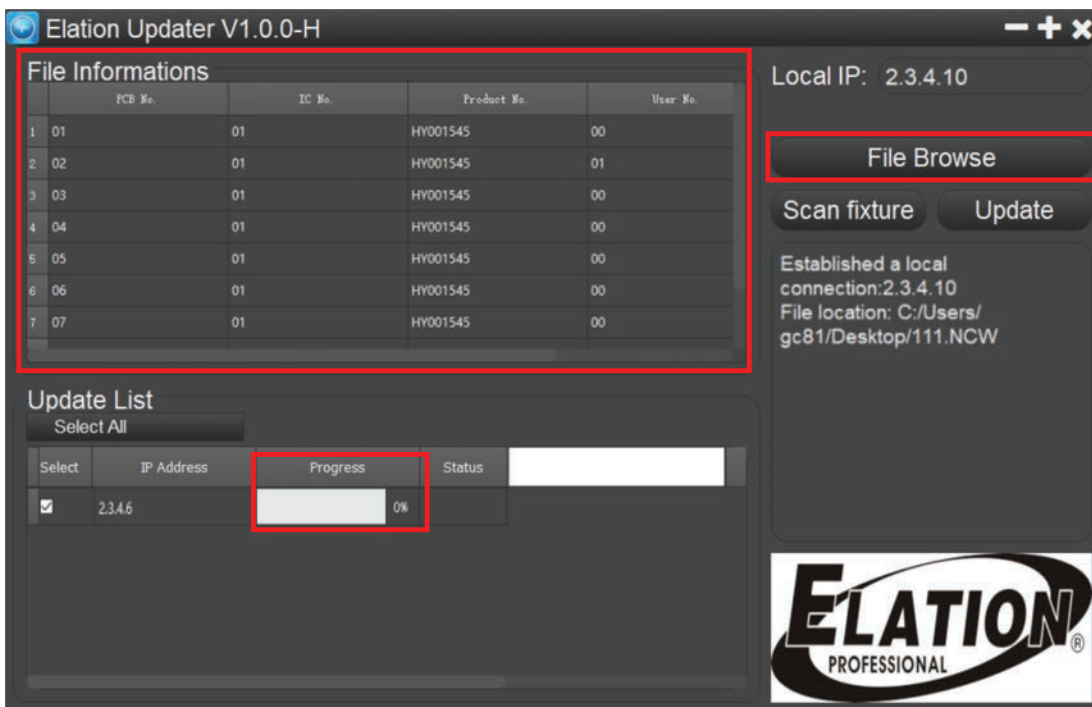 Elation Updater V1.0.0-H
File Informations
PCB No. IC No. Product No. User No.
1 01 01 HY001545 00
2 02 01 HY001545 01
3 03 01 HY001545 00
4 04 01 HY001545 00
5 05 01 HY001545 00
6 06 01 HY001545 00
7 07 01 HY001545 00
Local IP: 2.3.4.10
File Browse
Scan fixture Update
Established a local
connection:2.3.4.10
File location: C:/Users/
gc81/Desktop/111.NCW
Update List
Select All
Select IP Address Progress Status
2.3.4.6 0%
ELATION ®
PROFESSIONAL